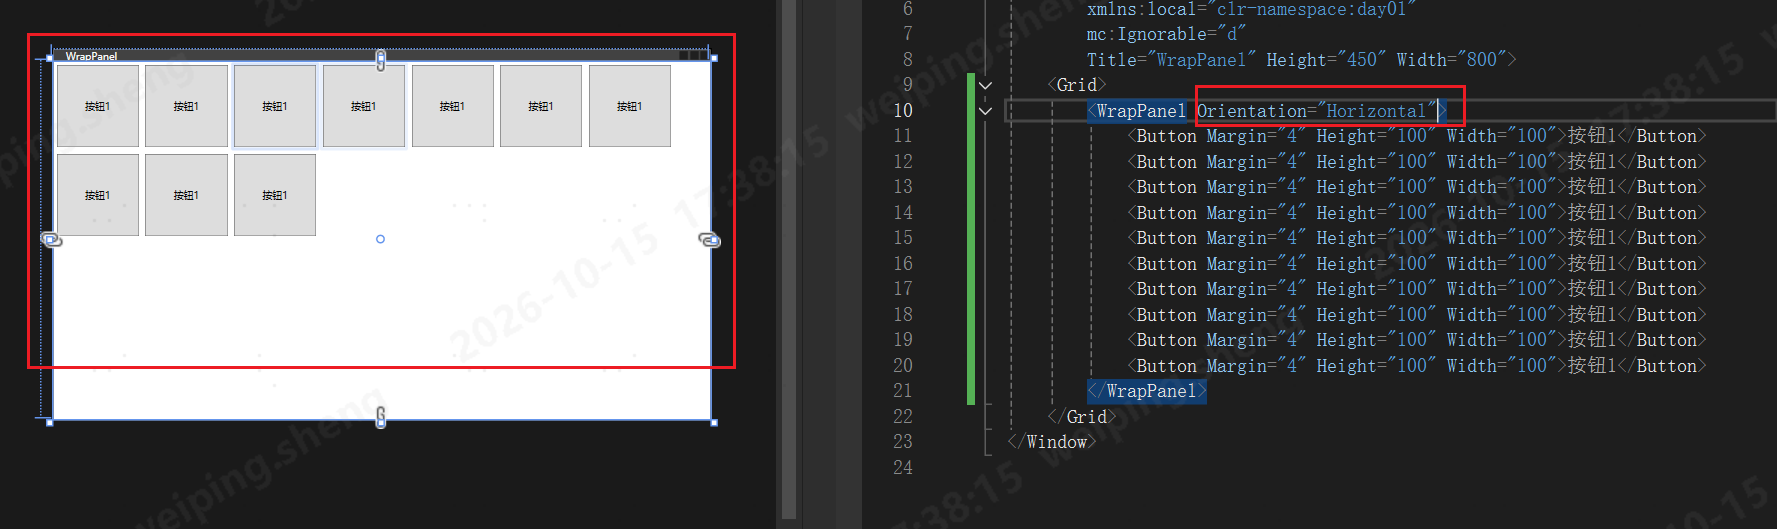 WrapPanel
按钮1 按钮1 按钮1 按钮1 按钮1 按钮1 按钮1
按钮1 按钮1 按钮1
6 xmlns:local="clr-namespace:day01"
7 mc:Ignorable="d"
8 Title="WrapPanel" Height="450" Width="800">
9 <Grid>
10 <WrapPanel Orientation="Horizontal">
11 <Button Margin="4" Height="100" Width="100">按钮1</Button>
12 <Button Margin="4" Height="100" Width="100">按钮1</Button>
13 <Button Margin="4" Height="100" Width="100">按钮1</Button>
14 <Button Margin="4" Height="100" Width="100">按钮1</Button>
15 <Button Margin="4" Height="100" Width="100">按钮1</Button>
16 <Button Margin="4" Height="100" Width="100">按钮1</Button>
17 <Button Margin="4" Height="100" Width="100">按钮1</Button>
18 <Button Margin="4" Height="100" Width="100">按钮1</Button>
19 <Button Margin="4" Height="100" Width="100">按钮1</Button>
20 <Button Margin="4" Height="100" Width="100">按钮1</Button>
21 </WrapPanel>
22 </Grid>
23 </Window>
24
weiping.sheng
2026-10-15 17:38:15